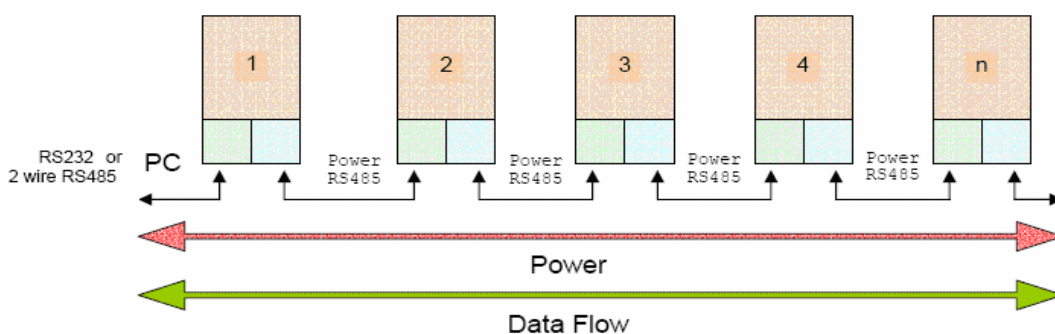 1
2
3
4
n
RS232 or
2 wire RS485
PC
Power
RS485
Power
RS485
Power
RS485
Power
RS485
Power
Data Flow